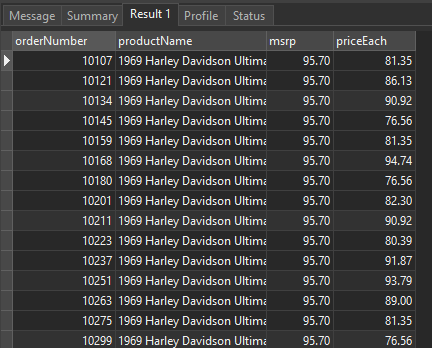 Message Summary Result 1 Profile Status
orderNumber productName msrp priceEach
10107 1969 Harley Davidson Ultima 95.70 81.35
10121 1969 Harley Davidson Ultima 95.70 86.13
10134 1969 Harley Davidson Ultima 95.70 90.92
10145 1969 Harley Davidson Ultima 95.70 76.56
10159 1969 Harley Davidson Ultima 95.70 81.35
10168 1969 Harley Davidson Ultima 95.70 94.74
10180 1969 Harley Davidson Ultima 95.70 76.56
10201 1969 Harley Davidson Ultima 95.70 82.30
10211 1969 Harley Davidson Ultima 95.70 90.92
10223 1969 Harley Davidson Ultima 95.70 80.39
10237 1969 Harley Davidson Ultima 95.70 91.87
10251 1969 Harley Davidson Ultima 95.70 93.79
10263 1969 Harley Davidson Ultima 95.70 89.00
10275 1969 Harley Davidson Ultima 95.70 81.35
10299 1969 Harley Davidson Ultima 95.70 76.56